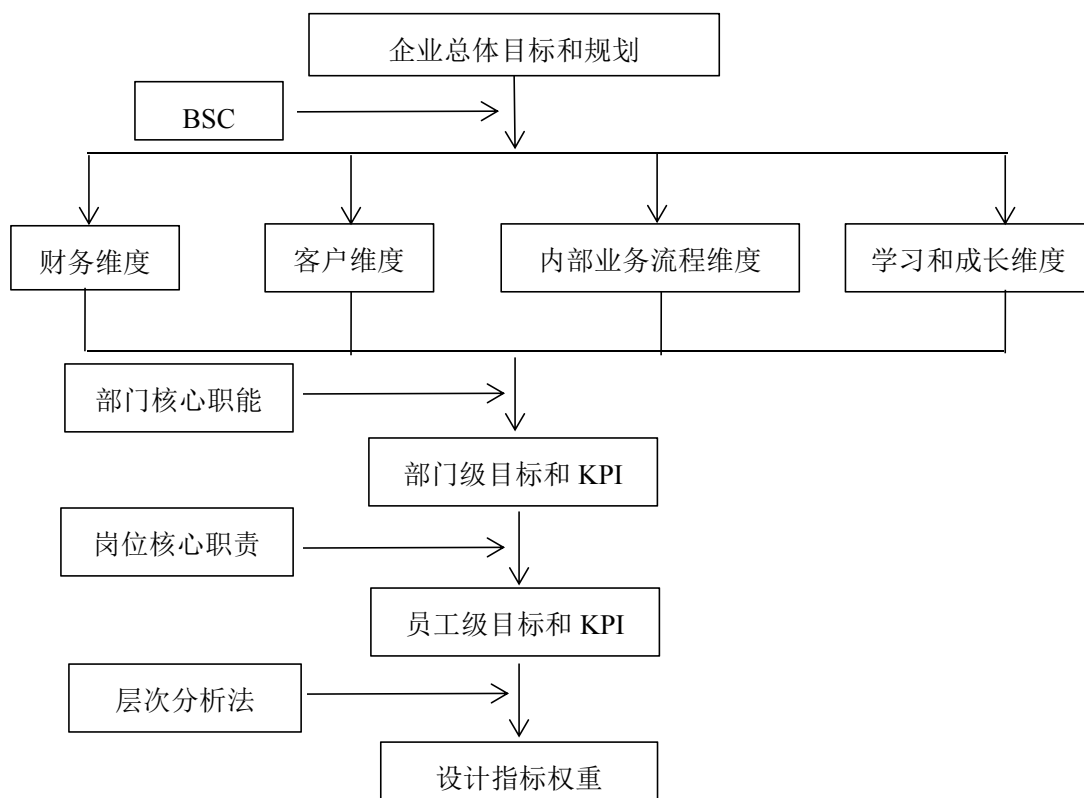 企业总体目标和规划
BSC
财务维度
客户维度
内部业务流程维度
学习和成长维度
部门核心职能
部门级目标和 KPI
岗位核心职责
员工级目标和 KPI
层次分析法
设计指标权重